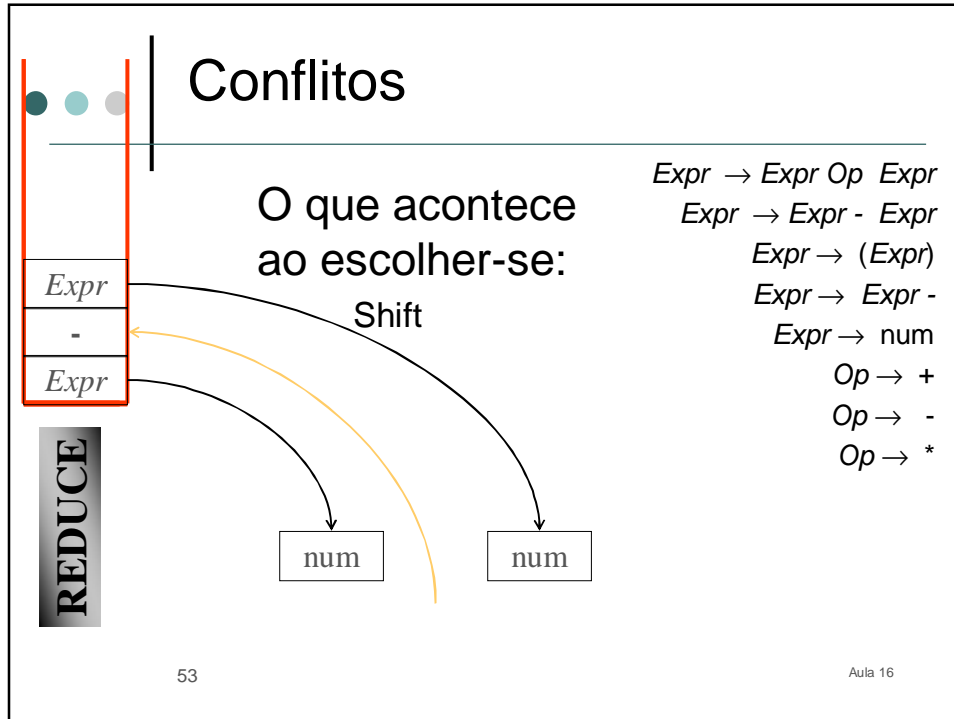 Conflitos
O que acontece
ao escolher-se:
Shift
Expr → Expr Op Expr
Expr → Expr - Expr
Expr → (Expr)
Expr → Expr -
Expr → num
Op → +
Op → -
Op → *
Expr
-
Expr
REDUCE
num
num
53
Aula 16